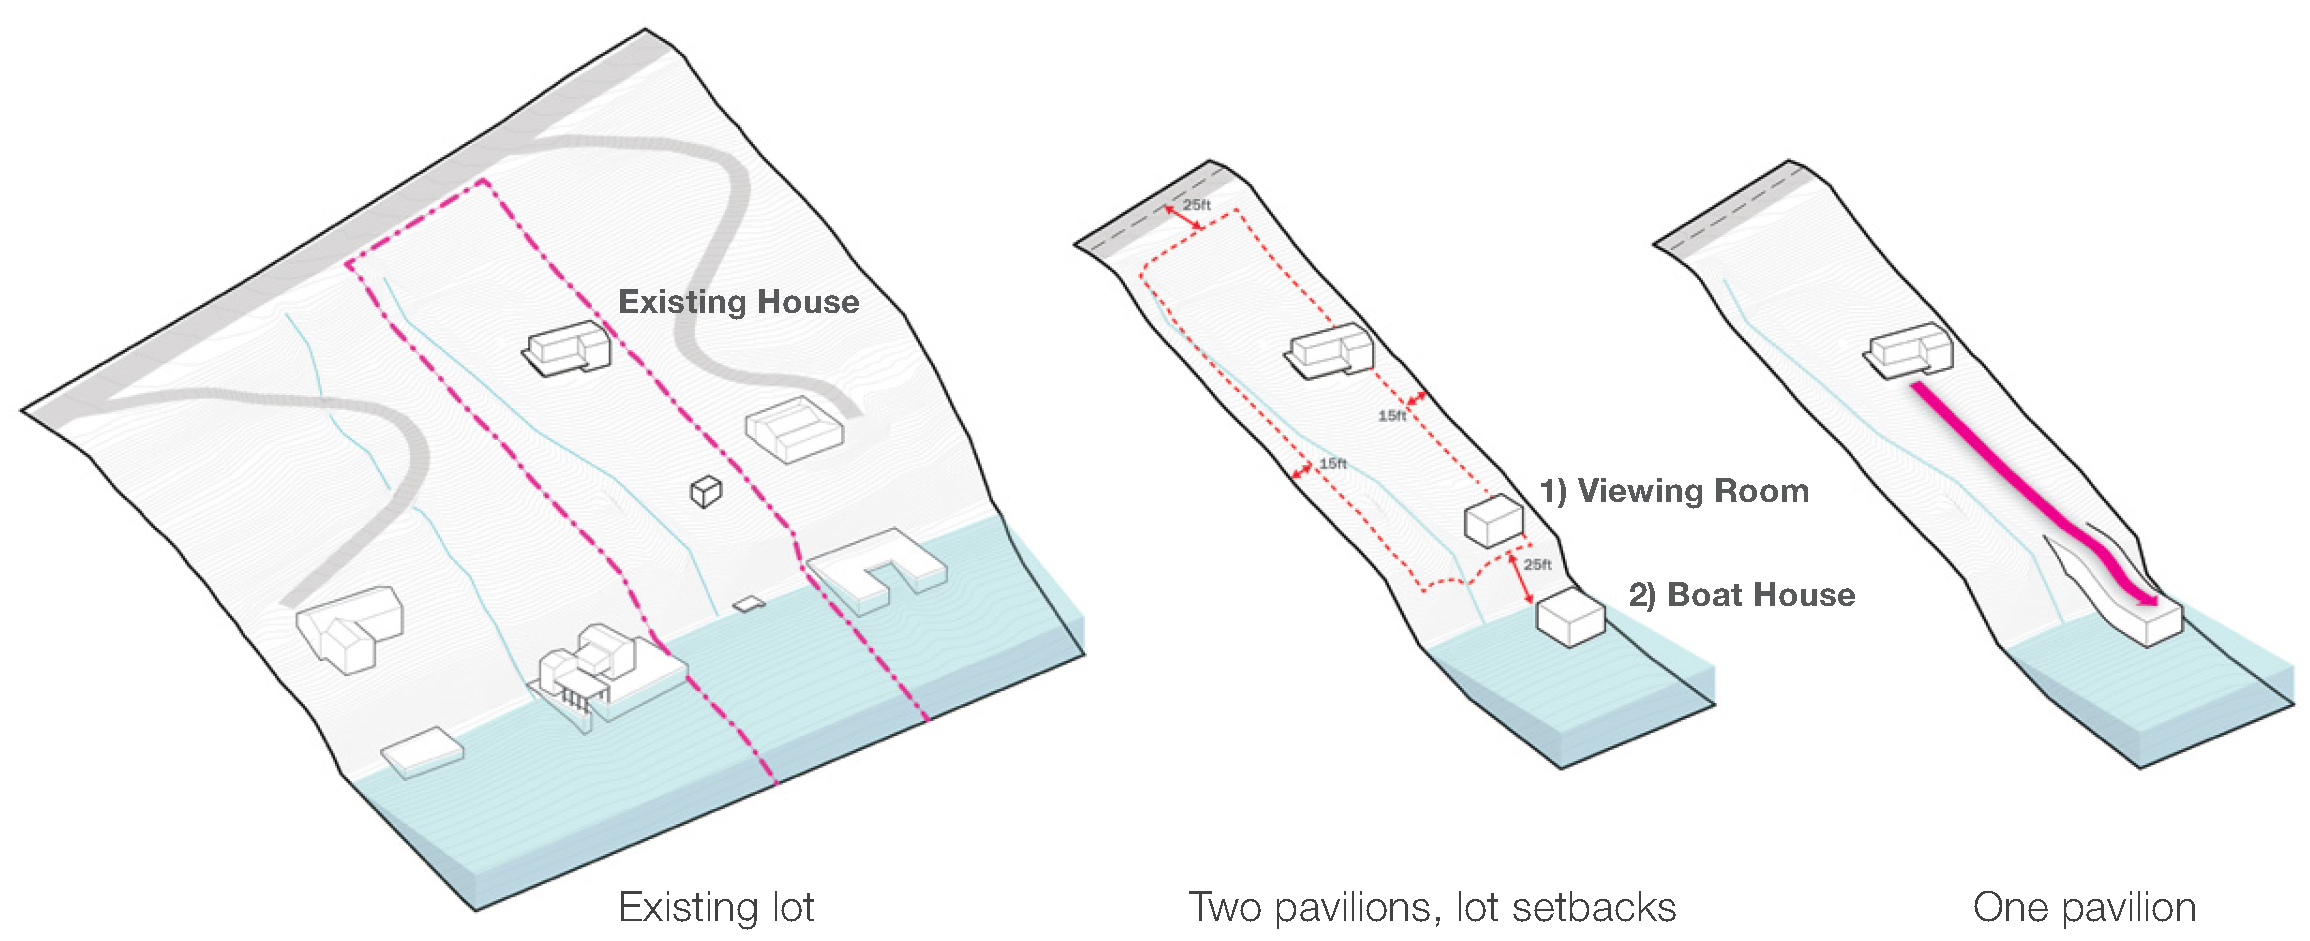 Existing House
Existing lot
25ft
15ft
15ft
1) Viewing Room
25ft
2) Boat House
Two pavilions, lot setbacks
One pavilion